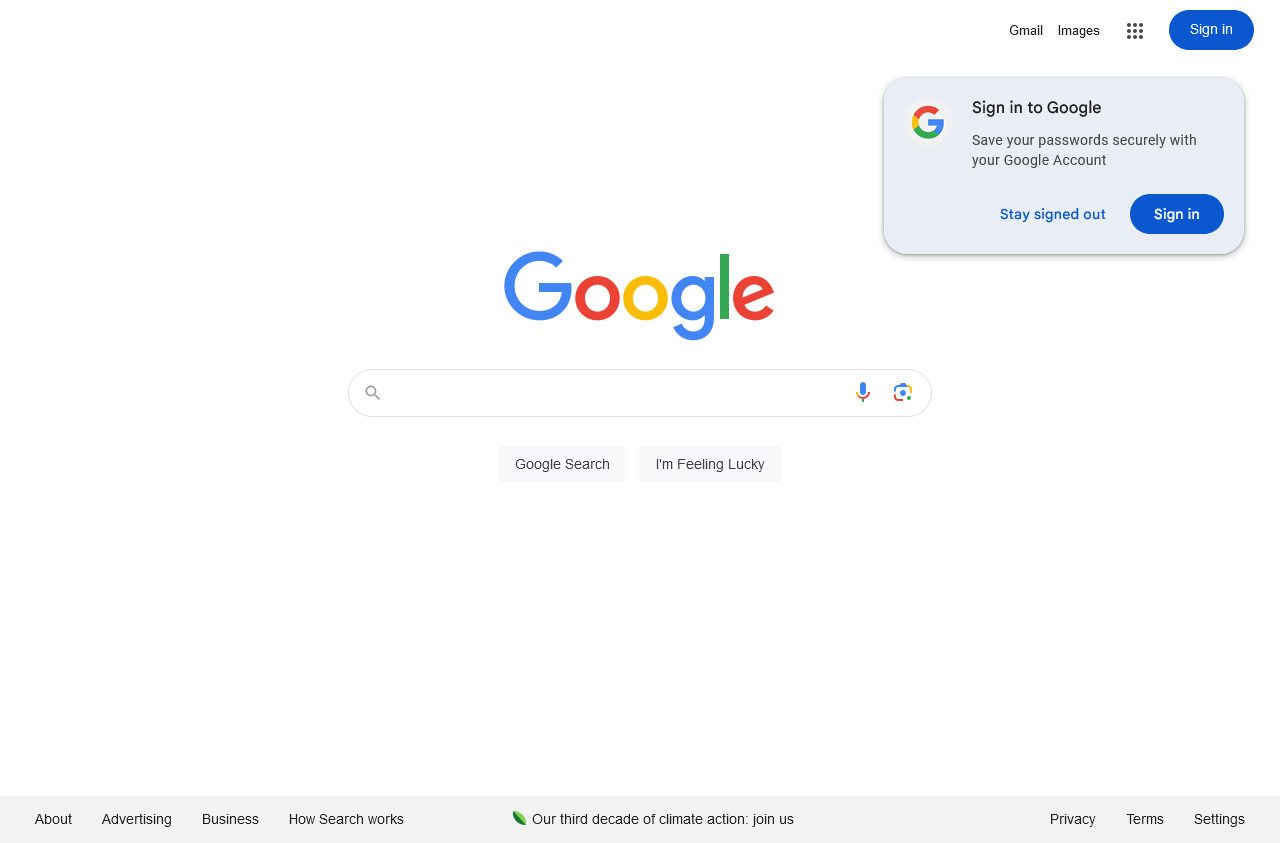 Gmail Images Sign in
Sign in to Google
Save your passwords securely with
your Google Account
Stay signed out Sign in
Google
Google Search I'm Feeling Lucky
About Advertising Business How Search works Our third decade of climate action: join us Privacy Terms Settings